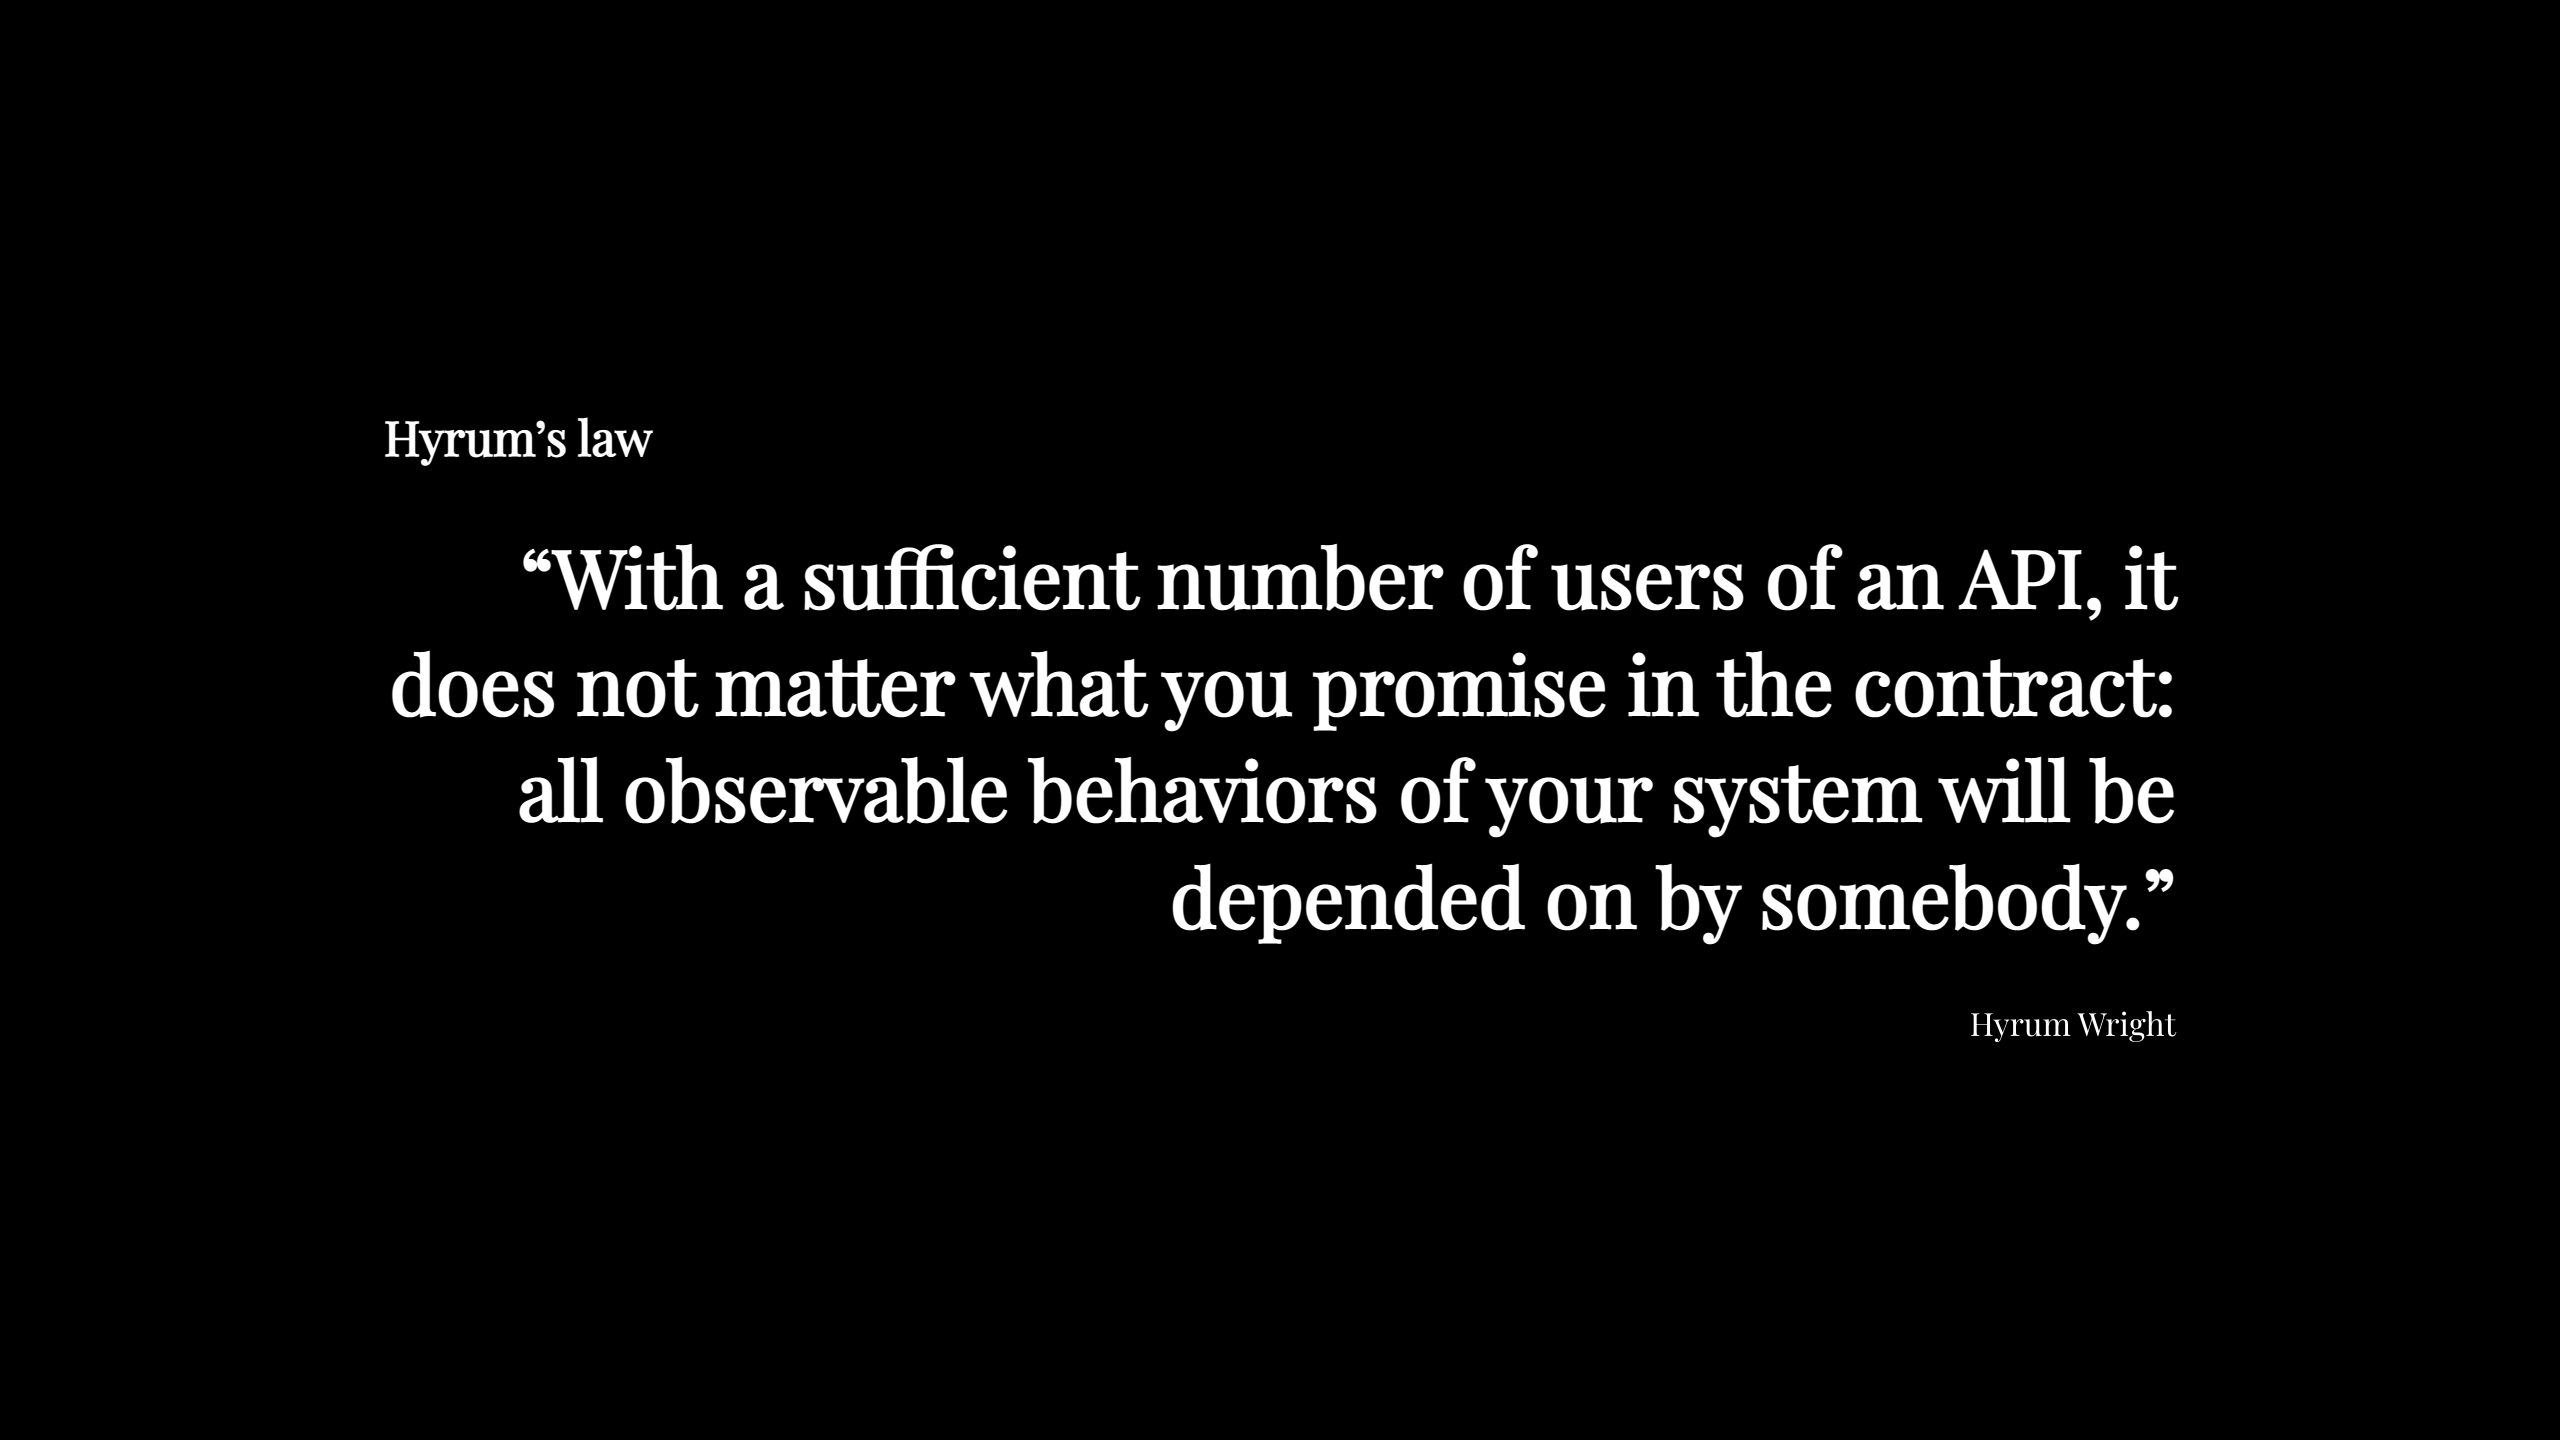 Hyrum’s law
“With a sufficient number of users of an API, it
does not matter what you promise in the contract:
all observable behaviors of your system will be
depended on by somebody.”
Hyrum Wright